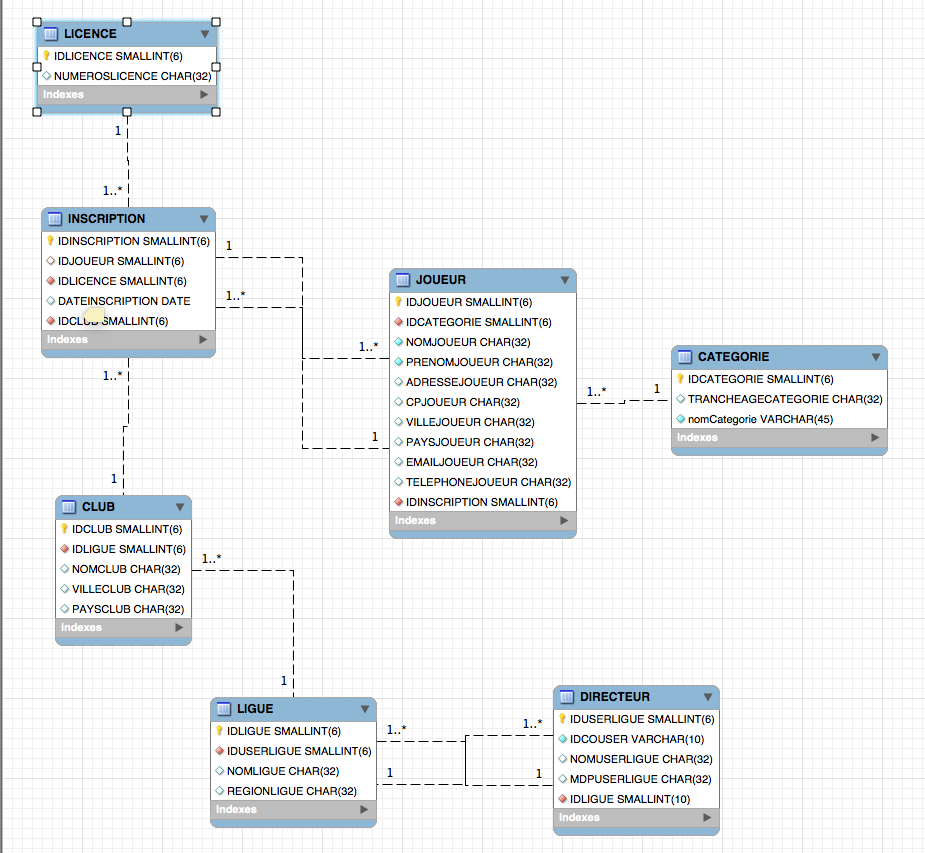 LICENCE
IDLICENCE SMALLINT(6)
NUMEROSLICENCE CHAR(32)
Indexes
1
1..*
INSCRIPTION
IDINSCRIPTION SMALLINT(6)
IDJOUEUR SMALLINT(6)
IDLICENCE SMALLINT(6)
DATEINSCRIPTION DATE
IDCLUB SMALLINT(6)
Indexes
1
1..*
1..*
1
JOUEUR
IDJOUEUR SMALLINT(6)
IDCATEGORIE SMALLINT(6)
NOMJOUEUR CHAR(32)
PRENOMJOUEUR CHAR(32)
ADRESSEJOUEUR CHAR(32)
CPJOUEUR CHAR(32)
VILLEJOUEUR CHAR(32)
PAYSJOUEUR CHAR(32)
EMAILJOUEUR CHAR(32)
TELEPHONEJOUEUR CHAR(32)
IDINSCRIPTION SMALLINT(6)
Indexes
1..*
1
CATEGORIE
IDCATEGORIE SMALLINT(6)
TRANCHEAGECATEGORIE CHAR(32)
nomCategorie VARCHAR(45)
Indexes
1..*
1
CLUB
IDCLUB SMALLINT(6)
IDLIGUE SMALLINT(6)
NOMCLUB CHAR(32)
VILLECLUB CHAR(32)
PAYSCLUB CHAR(32)
Indexes
1..*
1
LIGUE
IDLIGUE SMALLINT(6)
IDUSERLIGUE SMALLINT(6)
NOMLIGUE CHAR(32)
REGIONLIGUE CHAR(32)
Indexes
1..*
1..*
1
1
DIRECTEUR
IDUSERLIGUE SMALLINT(6)
IDCOUSER VARCHAR(10)
NOMUSERLIGUE CHAR(32)
MDPUSERLIGUE CHAR(32)
IDLIGUE SMALLINT(10)
Indexes